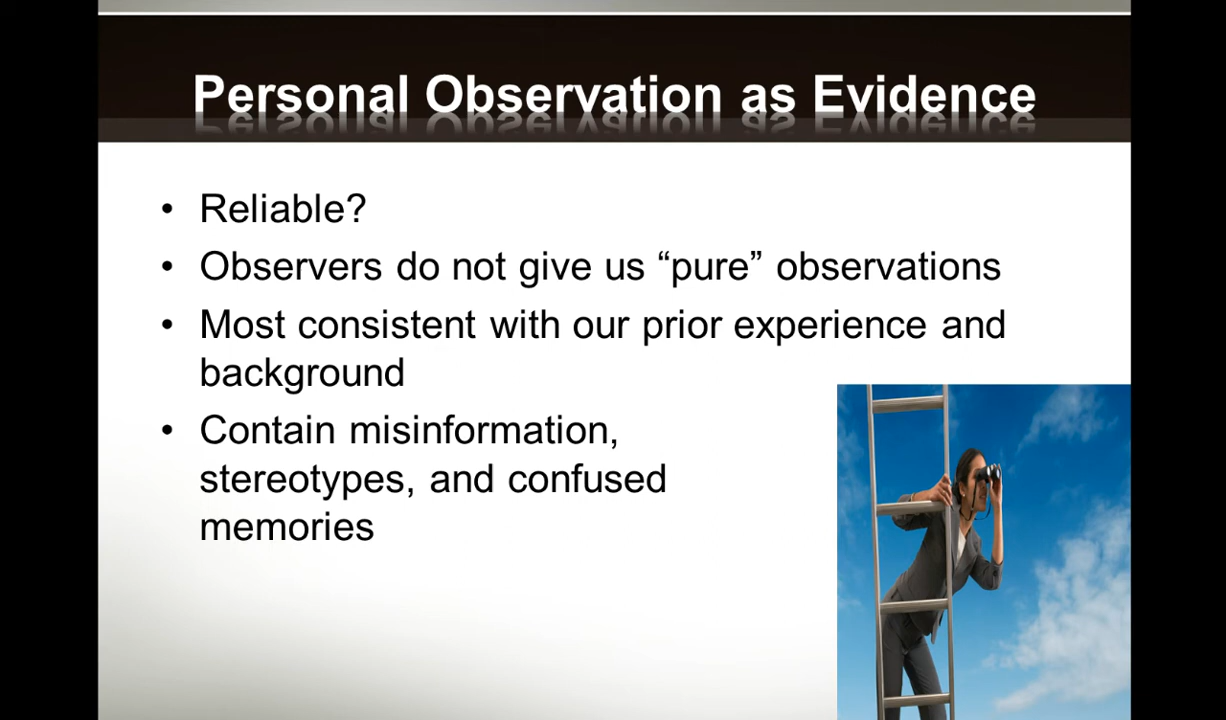 Personal Observation as Evidence
• Reliable?
• Observers do not give us “pure” observations
• Most consistent with our prior experience and
background
• Contain misinformation,
stereotypes, and confused
memories